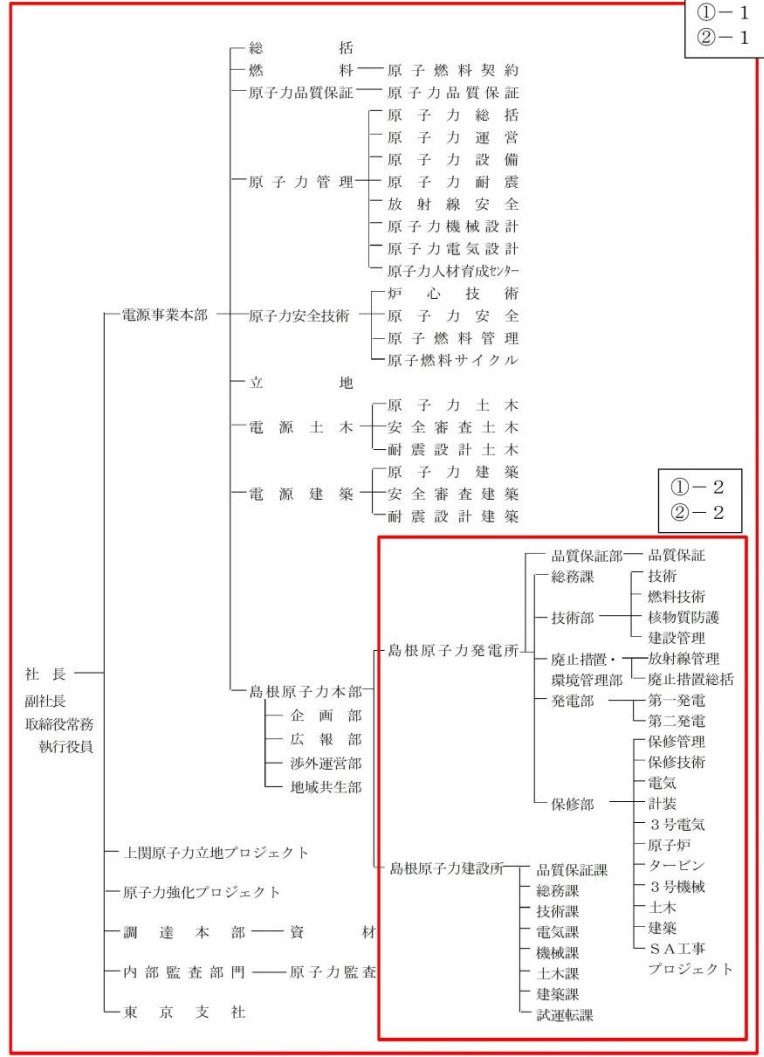 ①－１
②－１
総括
燃料 原子燃料契約
原子力品質保証 原子力品質保証
原子力総括
原子力運営
原子力設備
原子力管理 原子力耐震
放射線安全
原子力機械設計
原子力電気設計
原子力人材育成センター
炉心技術
電源事業本部 原子力安全技術 原子力安全
原子燃料管理
原子燃料サイクル
立地
原子力土木
電源土木 安全審査土木
耐震設計土木
原子力建築
電源建築 安全審査建築
耐震設計建築
①－２
②－２
品質保証部 品質保証
総務課 技術
燃料技術
技術部 核物質防護
建設管理
島根原子力発電所
廃止措置・ 放射線管理
環境管理部 廃止措置総括
発電部 第一発電
第二発電
保修管理
保修技術
電気
保修部 計装
３号電気
原子炉
タービン
３号機械
土木
建築
ＳＡ工事
プロジェクト
社長
副社長
取締役常務
執行役員
島根原子力本部
企画部
広報部
渉外運営部
地域共生部
島根原子力建設所 品質保証課
総務課
技術課
電気課
機械課
土木課
建築課
試運転課
上関原子力立地プロジェクト
原子力強化プロジェクト
調達本部 資材
内部監査部門 原子力監査
東京支社